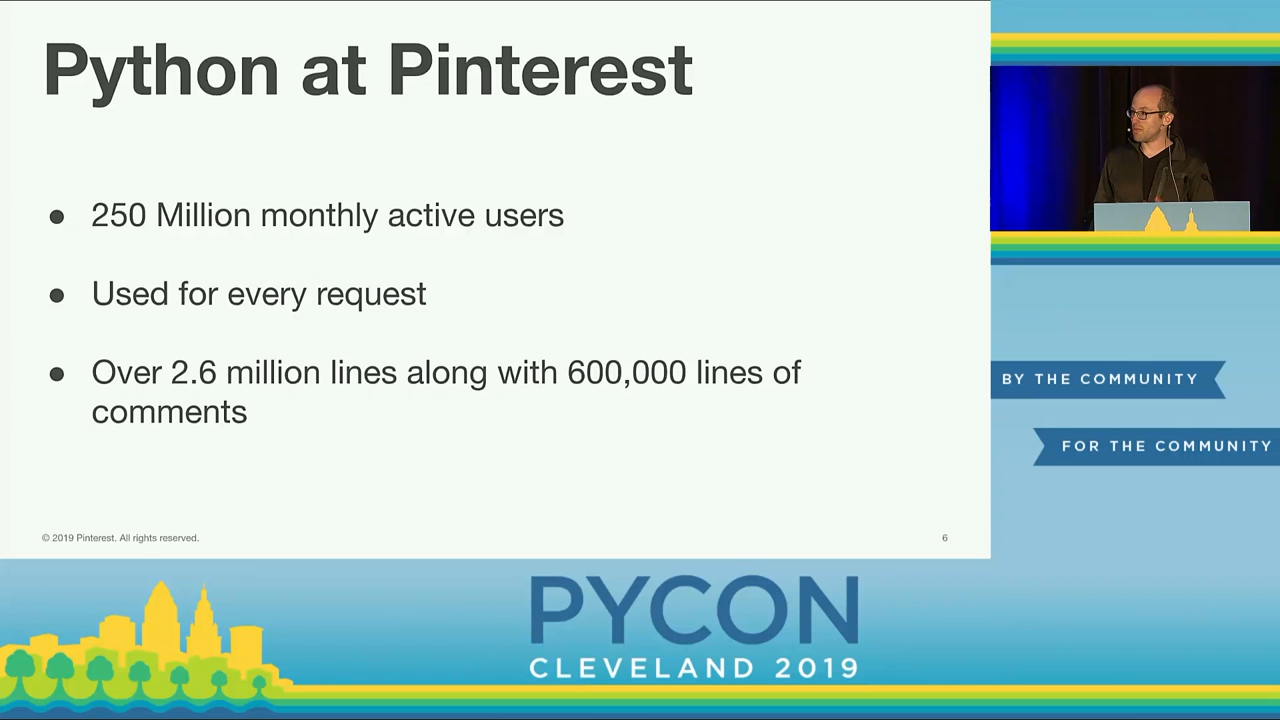 Python at Pinterest
● 250 Million monthly active users
● Used for every request
● Over 2.6 million lines along with 600,000 lines of
comments
© 2019 Pinterest. All rights reserved.
6
BY THE COMMUNITY
FOR THE COMMUNITY
PYCON
CLEVELAND 2019